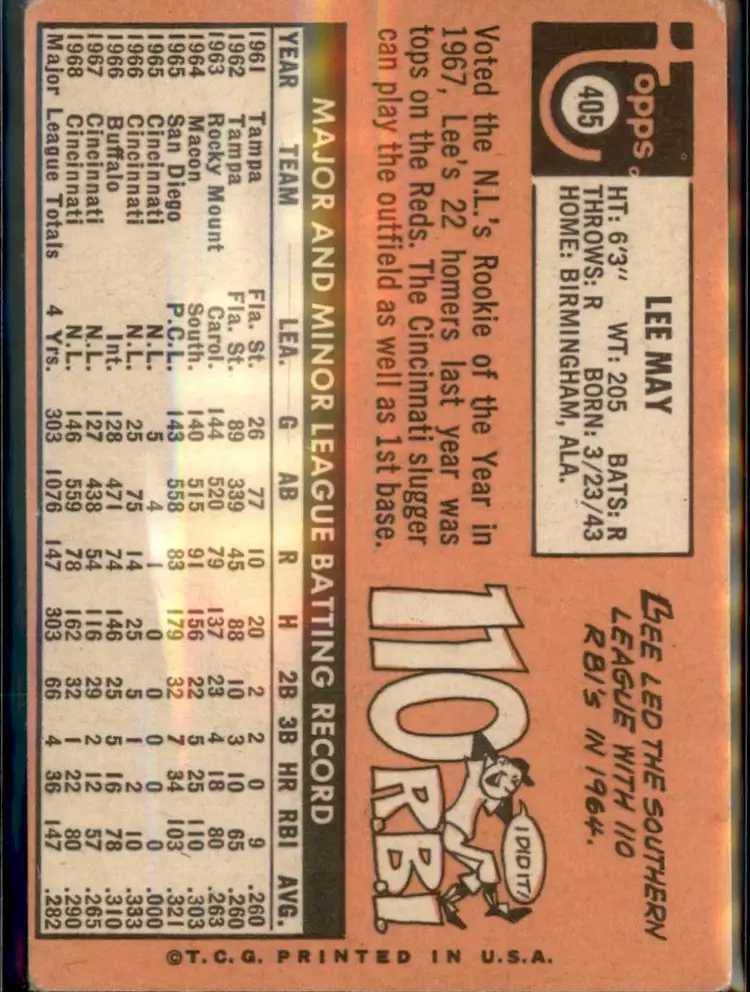 Topps
405
LEE MAY
HT: 6'3" WT: 205 BATS: R
THROWS: R BORN: 3/23/43
HOME: BIRMINGHAM, ALA.
Voted the N.L.'s Rookie of the Year in
1967, Lee's 22 homers last year was
tops on the Reds. The Cincinnati slugger
can play the outfield as well as 1st base.
LEE LED THE SOUTHERN
LEAGUE WITH 110
RBI'S IN 1964.
I DID IT!
110
R.B.I.
MAJOR AND MINOR LEAGUE BATTING RECORD
YEAR TEAM LEA. G AB R H 2B 3B HR RBI AVG.
1961 Tampa Fla. St. 26 77 10 20 2 2 0 9 .260
1962 Tampa Fla. St. 89 339 45 88 10 3 10 65 .260
1963 Rocky Mount Carol. 144 520 79 137 23 4 18 80 .263
1964 Macon South. 140 515 91 156 22 5 25 110 .303
1965 San Diego P.C.L. 143 558 83 179 32 7 34 103 .321
1965 Cincinnati N.L. 5 4 1 0 0 0 0 0 .000
1966 Cincinnati N.L. 25 75 14 25 5 1 2 10 .333
1966 Buffalo Int. 128 471 74 146 25 5 16 78 .310
1967 Cincinnati N.L. 127 438 54 116 29 2 12 57 .265
1968 Cincinnati N.L. 146 559 78 162 32 1 22 80 .290
Major League Totals 4 Yrs. 303 1076 147 303 66 4 36 147 .282
©T.C.G. PRINTED IN U.S.A.